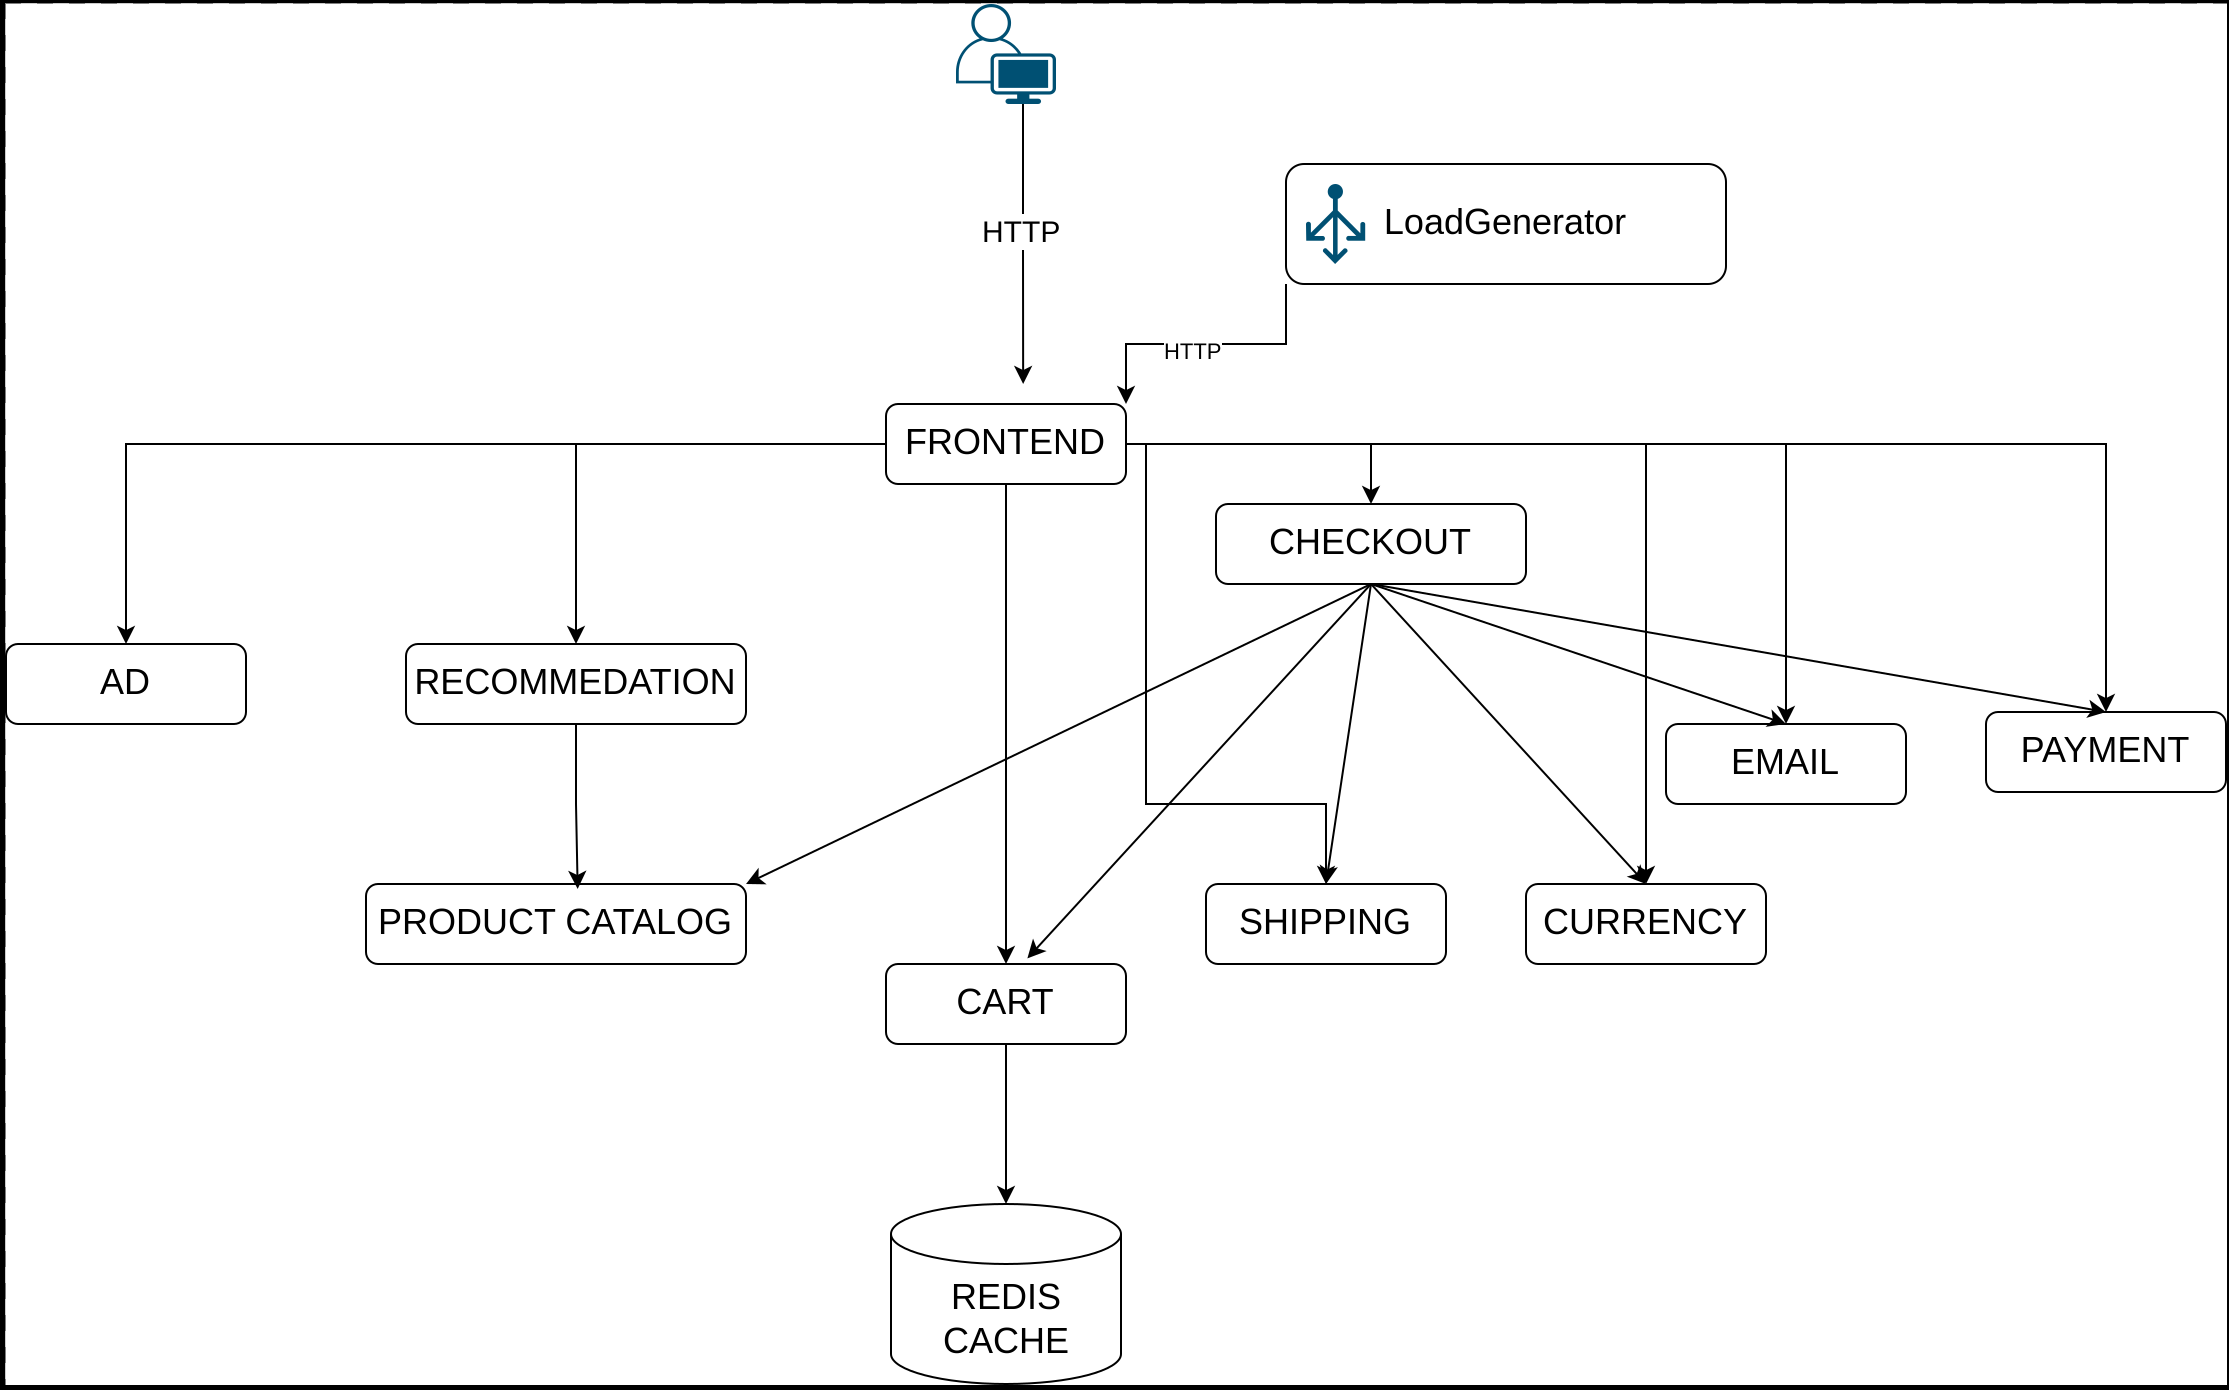 HTTP
LoadGenerator
HTTP
FRONTEND
CHECKOUT
AD
RECOMMEDATION
EMAIL
PAYMENT
PRODUCT CATALOG
SHIPPING
CURRENCY
CART
REDIS
CACHE